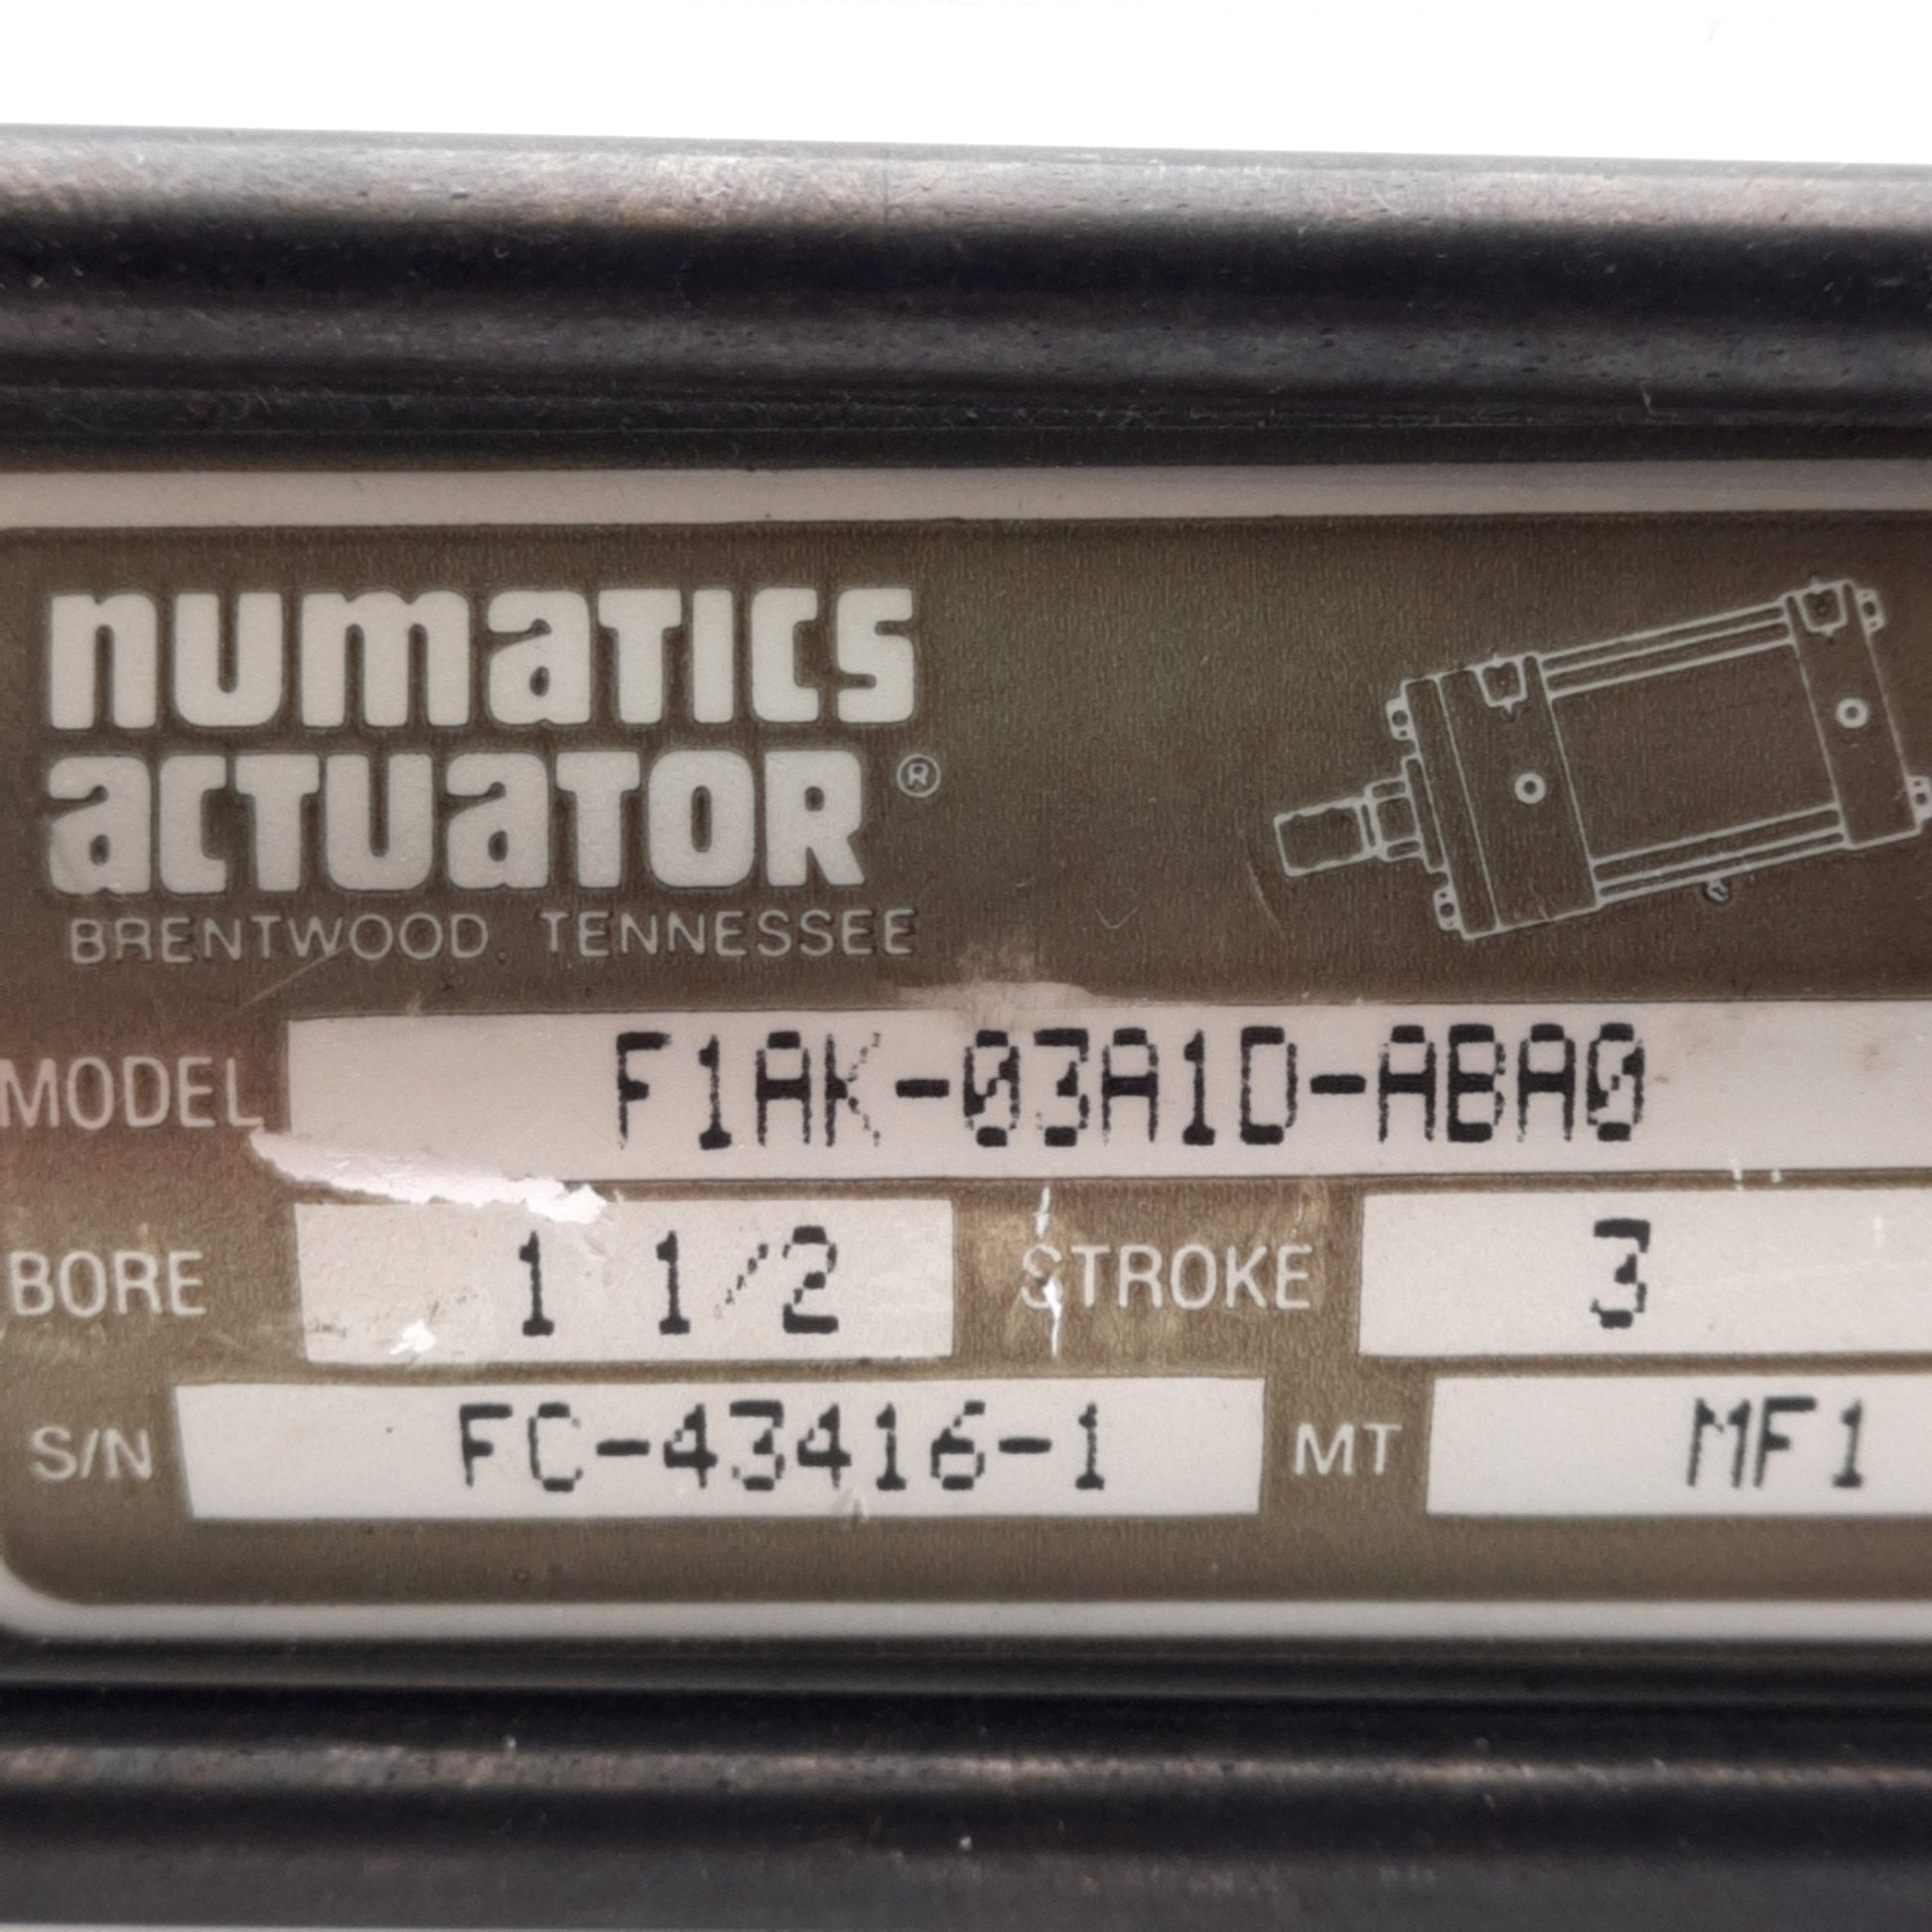 numatics
actuator®
BRENTWOOD, TENNESSEE
MODEL F1AK-03A1D-ABA0
BORE 1 1/2 STROKE 3
S/N FC-43416-1 MT MF1